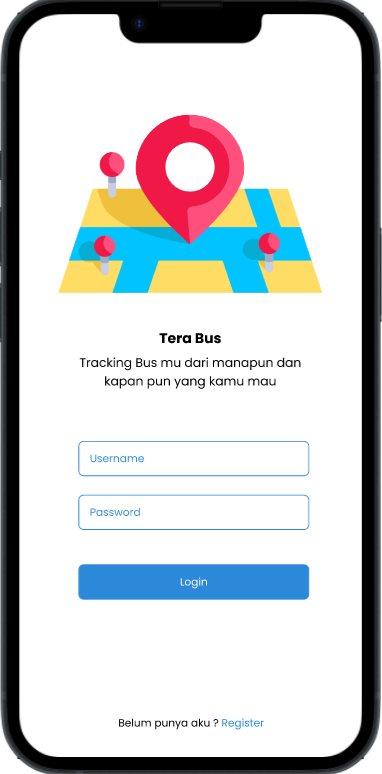 Tera Bus
Tracking Bus mu dari manapun dan
kapan pun yang kamu mau
Username
Password
Login
Belum punya aku ? Register